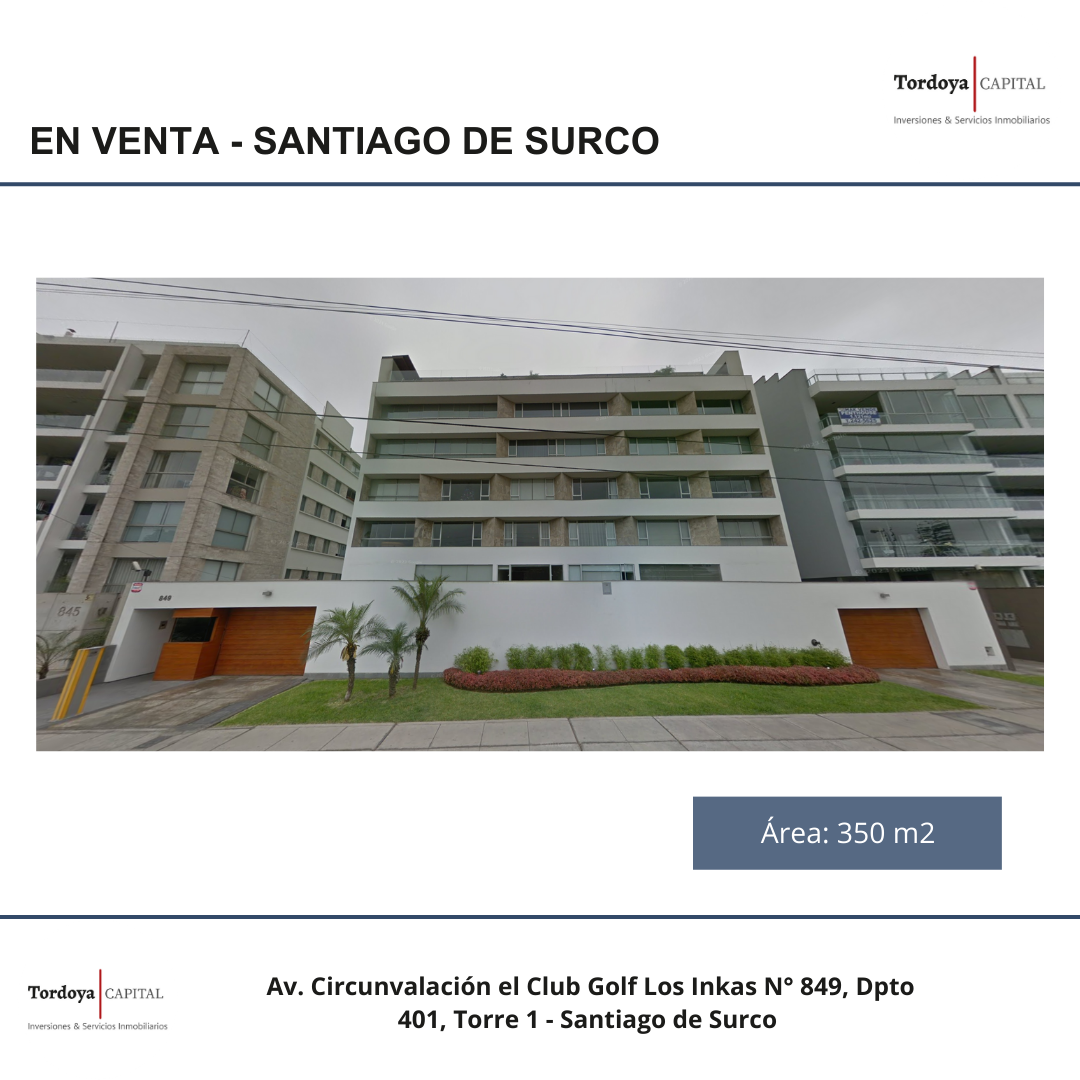 Tordoya CAPITAL
Inversiones & Servicios Inmobiliarios
EN VENTA - SANTIAGO DE SURCO
849
845
Área: 350 m2
Tordoya CAPITAL
Inversiones & Servicios Inmobiliarios
Av. Circunvalación el Club Golf Los Inkas N° 849, Dpto
401, Torre 1 - Santiago de Surco